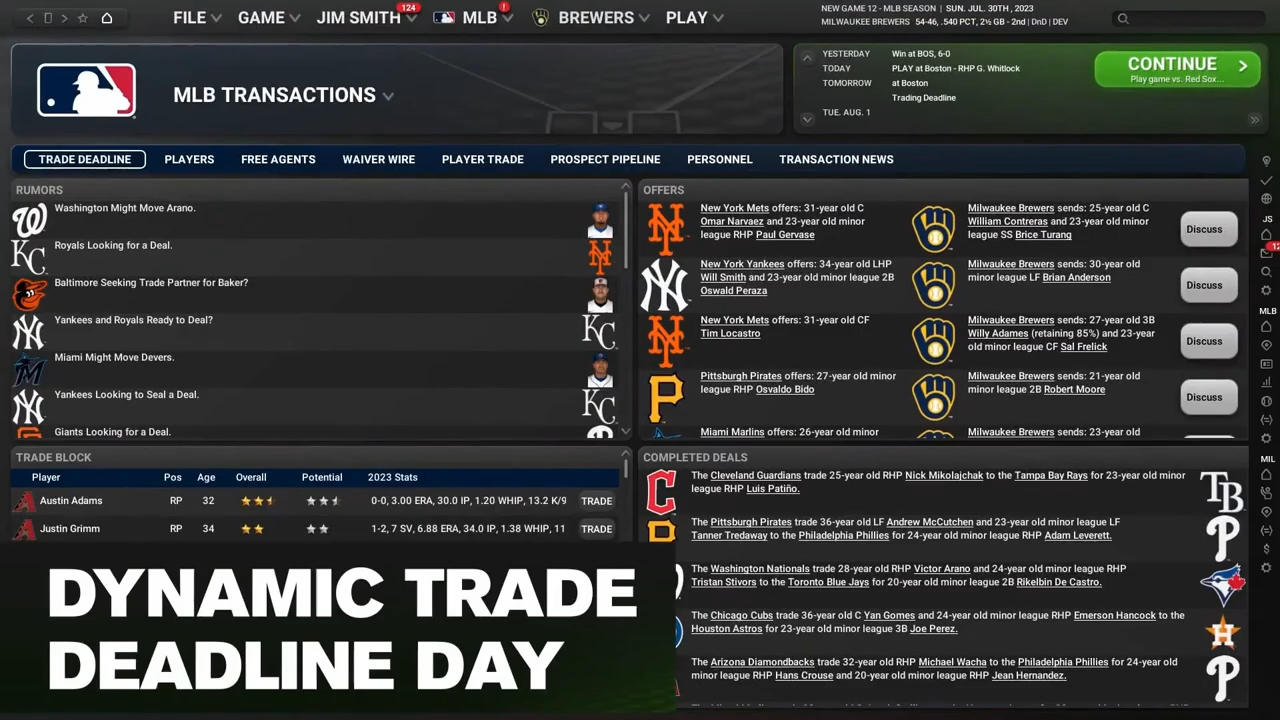 FILE GAME JIM SMITH 124 MLB ! BREWERS PLAY
NEW GAME 12 - MLB SEASON | SUN. JUL. 30TH , 2023
MILWAUKEE BREWERS 54-46, .540 PCT, 2½ GB - 2nd | DnD | DEV
MLB TRANSACTIONS
YESTERDAY Win at BOS, 6-0
TODAY PLAY at Boston - RHP G. Whitlock
TOMORROW at Boston
Trading Deadline
TUE. AUG. 1
CONTINUE
Play game vs. Red Sox...
TRADE DEADLINE PLAYERS FREE AGENTS WAIVER WIRE PLAYER TRADE PROSPECT PIPELINE PERSONNEL TRANSACTION NEWS
RUMORS
Washington Might Move Arano.
Royals Looking for a Deal.
Baltimore Seeking Trade Partner for Baker?
Yankees and Royals Ready to Deal?
Miami Might Move Devers.
Yankees Looking to Seal a Deal.
Giants Looking for a Deal.
OFFERS
New York Mets offers: 31-year old C
Omar Narvaez and 23-year old minor
league RHP Paul Gervase
Milwaukee Brewers sends: 25-year old C
William Contreras and 23-year old minor
league SS Brice Turang
Discuss
New York Yankees offers: 34-year old LHP
Will Smith and 23-year old minor league 2B
Oswald Peraza
Milwaukee Brewers sends: 30-year old
minor league LF Brian Anderson
Discuss
New York Mets offers: 31-year old CF
Tim Locastro
Milwaukee Brewers sends: 27-year old 3B
Willy Adames (retaining 85%) and 23-year
old minor league CF Sal Frelick
Discuss
Pittsburgh Pirates offers: 27-year old minor
league RHP Osvaldo Bido
Milwaukee Brewers sends: 21-year old
minor league 2B Robert Moore
Discuss
Miami Marlins offers: 26-year old minor
Milwaukee Brewers sends: 23-year old
TRADE BLOCK
Player Pos Age Overall Potential 2023 Stats
Austin Adams RP 32 0-0, 3.00 ERA, 30.0 IP, 1.20 WHIP, 13.2 K/9 TRADE
Justin Grimm RP 34 1-2, 7 SV, 6.88 ERA, 34.0 IP, 1.38 WHIP, 11 TRADE
COMPLETED DEALS
The Cleveland Guardians trade 25-year old RHP Nick Mikolajchak to the Tampa Bay Rays for 23-year old minor
league RHP Luis Patiño.
The Pittsburgh Pirates trade 36-year old LF Andrew McCutchen and 23-year old minor league LF
Tanner Tredaway to the Philadelphia Phillies for 24-year old minor league RHP Adam Leverett.
The Washington Nationals trade 28-year old RHP Victor Arano and 24-year old minor league RHP
Tristan Stivors to the Toronto Blue Jays for 20-year old minor league 2B Rikelbin De Castro.
The Chicago Cubs trade 36-year old C Yan Gomes and 24-year old minor league RHP Emerson Hancock to the
Houston Astros for 23-year old minor league 3B Joe Perez.
The Arizona Diamondbacks trade 32-year old RHP Michael Wacha to the Philadelphia Phillies for 24-year old
minor league RHP Hans Crouse and 20-year old minor league RHP Jean Hernandez.
JS
12
MLB
MIL
DYNAMIC TRADE
DEADLINE DAY